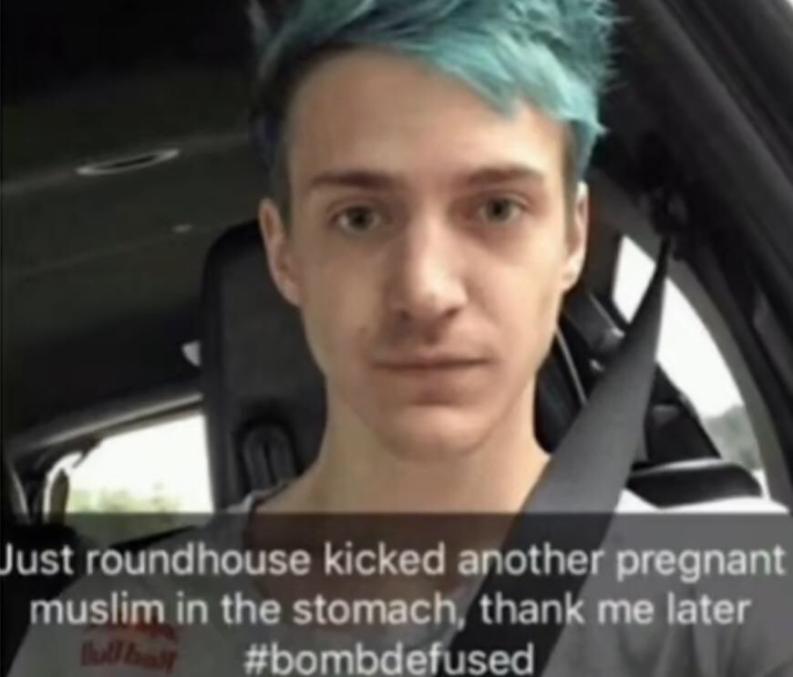 Just roundhouse kicked another pregnant
muslim in the stomach, thank me later
#bombdefused